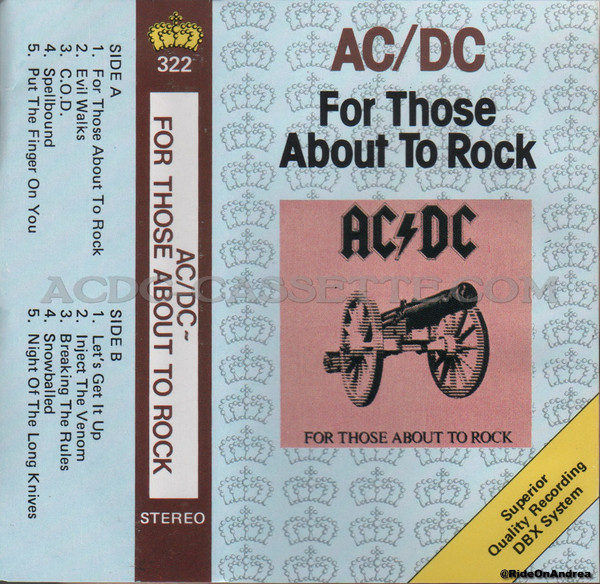 SIDE A
1. For Those About To Rock
2. Evil Walks
3. C.O.D.
4. Spellbound
5. Put The Finger On You
SIDE B
1. Let's Get It Up
2. Inject The Venom
3. Breaking The Rules
4. Snowballed
5. Night Of The Long Knives
322
AC/DC~
FOR THOSE ABOUT TO ROCK
STEREO
AC/DC
For Those
About To Rock
AC⚡DC
FOR THOSE ABOUT TO ROCK
Superior
Quality Recording
DBX System
ACDC-CASSETTE.COM
@RideOnAndrea